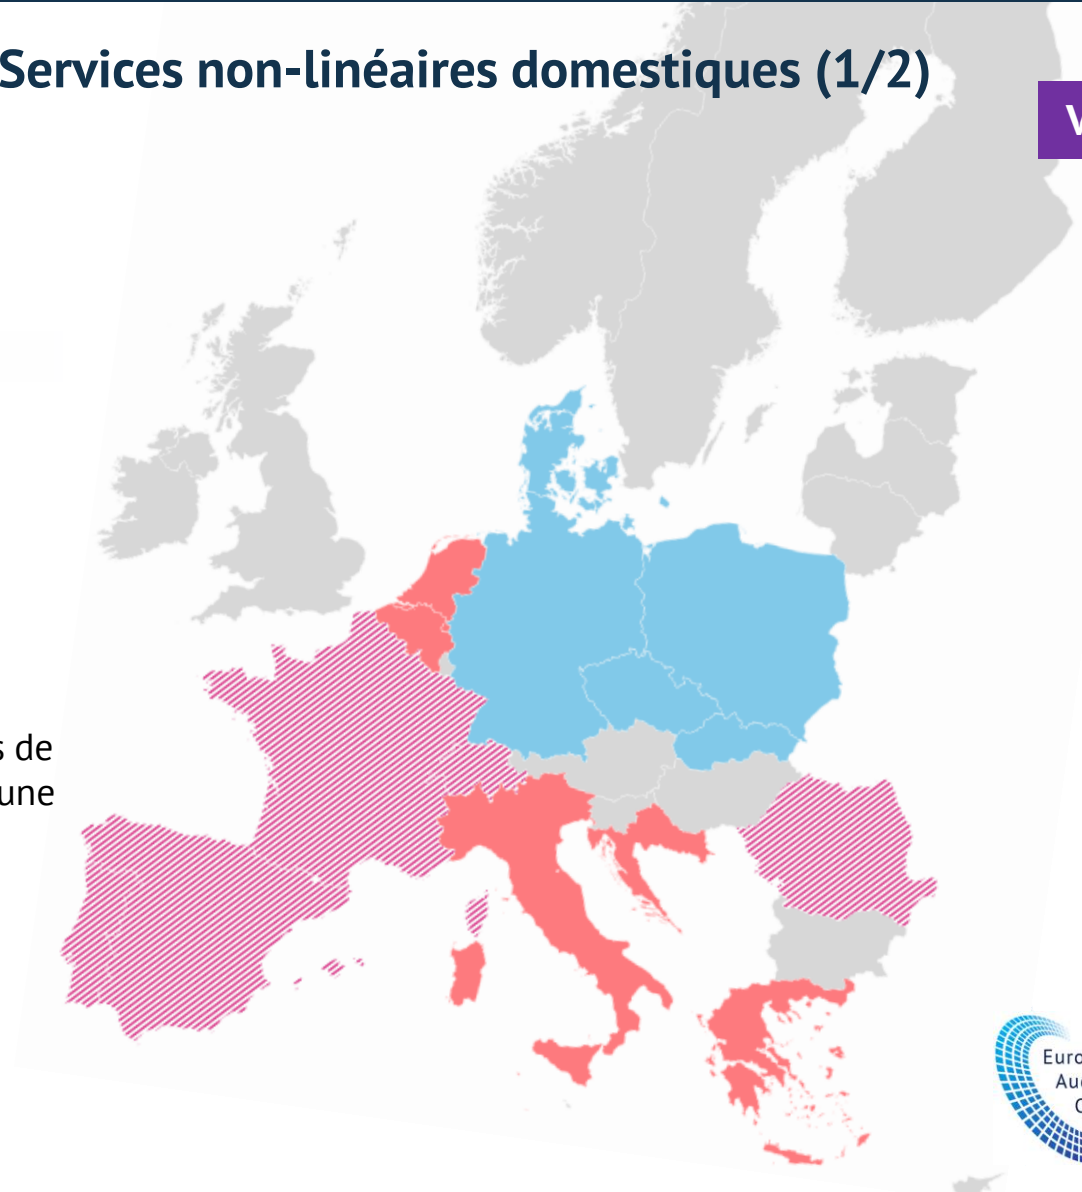 Services non-linéaires domestiques (1/2)
V
s de
une
Euro
Au